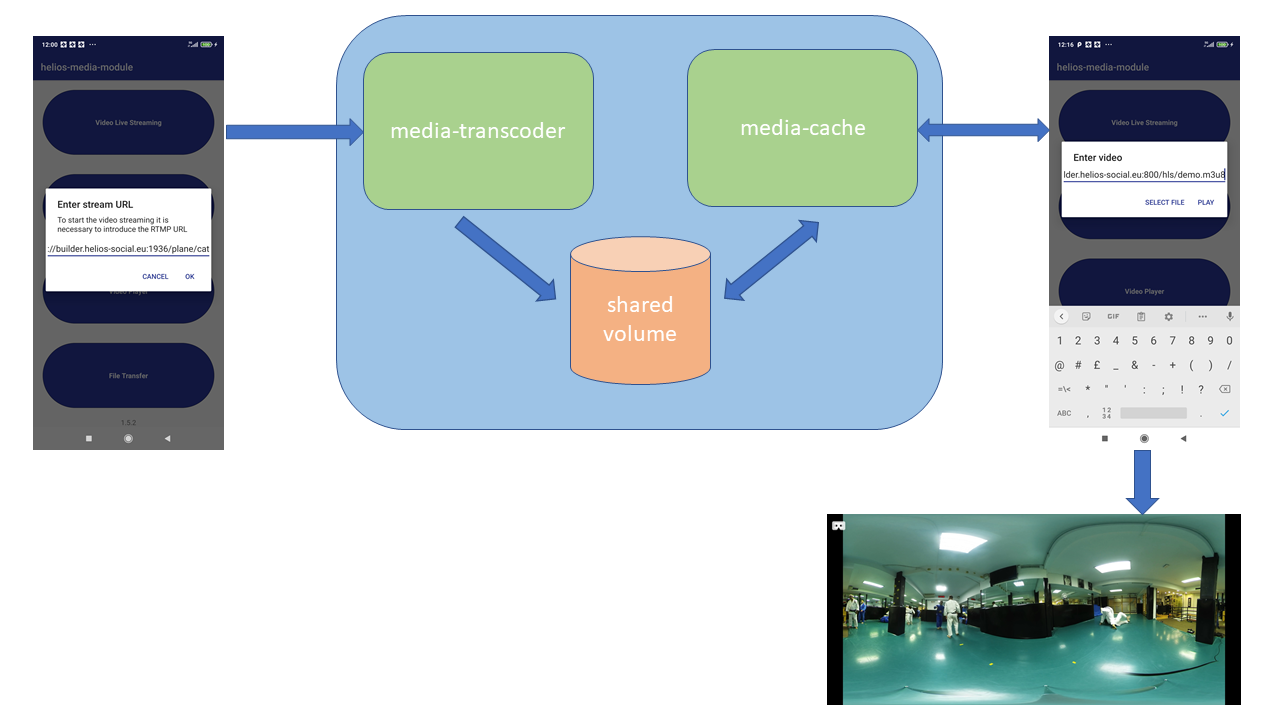 12:00
helios-media-module
Video Live Streaming
Enter stream URL
To start the video streaming it is
necessary to introduce the RTMP URL
://builder.helios-social.eu:1936/plane/cat
CANCEL OK
Video Player
File Transfer
1.5.2
media-transcoder
media-cache
shared
volume
12:16
helios-media-module
Video Live Streaming
Enter video
lder.helios-social.eu:800/hls/demo.m3u8
SELECT FILE PLAY
Video Player
GIF
1 2 3 4 5 6 7 8 9 0
@ # £ _ & - + ( ) /
=\< * " ' : ; ! ? 
ABC , 12 34 .